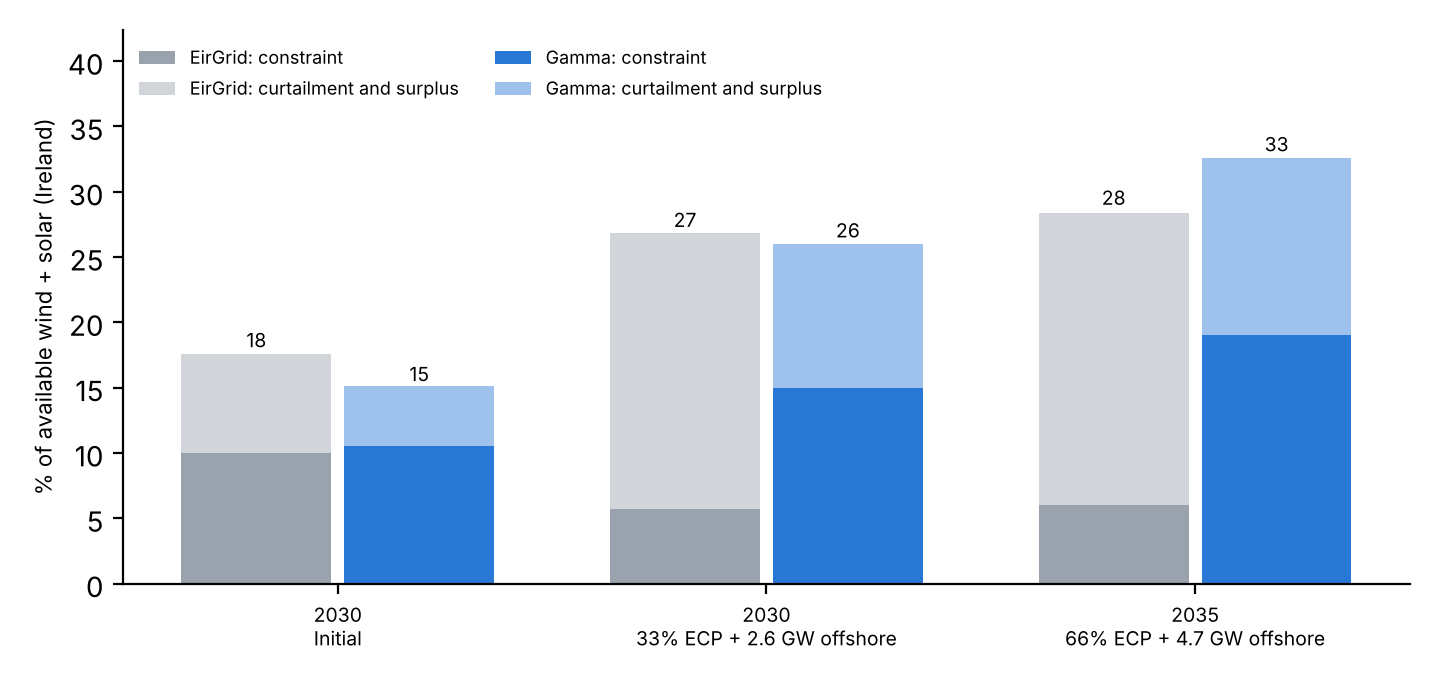 EirGrid: constraint
EirGrid: curtailment and surplus
Gamma: constraint
Gamma: curtailment and surplus
% of available wind + solar (Ireland)
40
35
30
25
20
15
10
5
0
18
15
27
26
28
33
2030
Initial
2030
33% ECP + 2.6 GW offshore
2035
66% ECP + 4.7 GW offshore